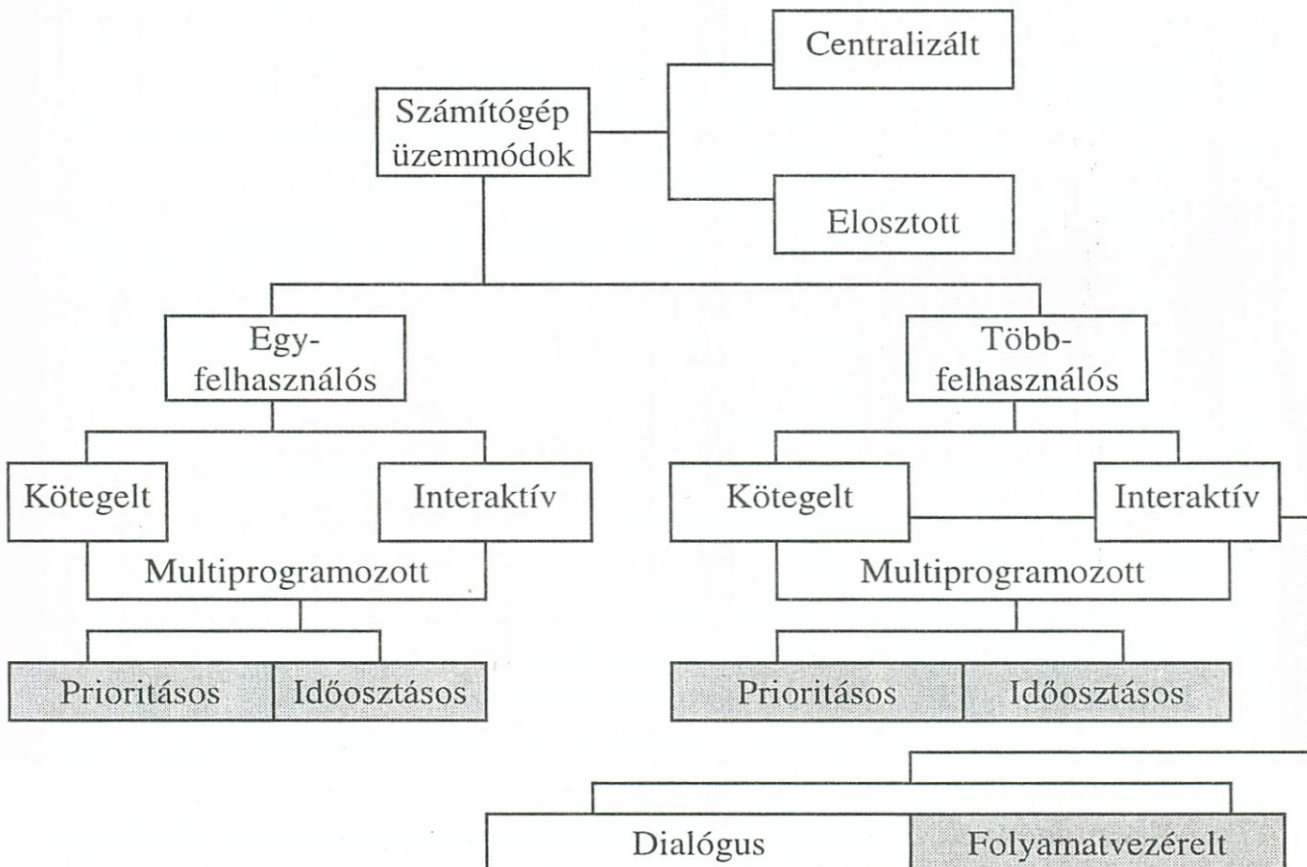 Centralizált
Számítógép
üzemmódok
Elosztott
Egy-
felhasználós
Több-
felhasználós
Kötegelt
Interaktív
Kötegelt
Interaktív
Multiprogramozott
Multiprogramozott
Prioritásos
Időosztásos
Prioritásos
Időosztásos
Dialógus
Folyamatvezérelt